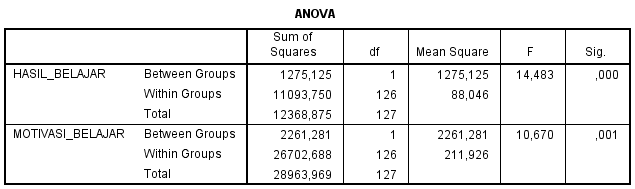 ANOVA
Sum of Squares df Mean Square F Sig.
HASIL_BELAJAR Between Groups 1275,125 1 1275,125 14,483 ,000
Within Groups 11093,750 126 88,046
Total 12368,875 127
MOTIVASI_BELAJAR Between Groups 2261,281 1 2261,281 10,670 ,001
Within Groups 26702,688 126 211,926
Total 28963,969 127